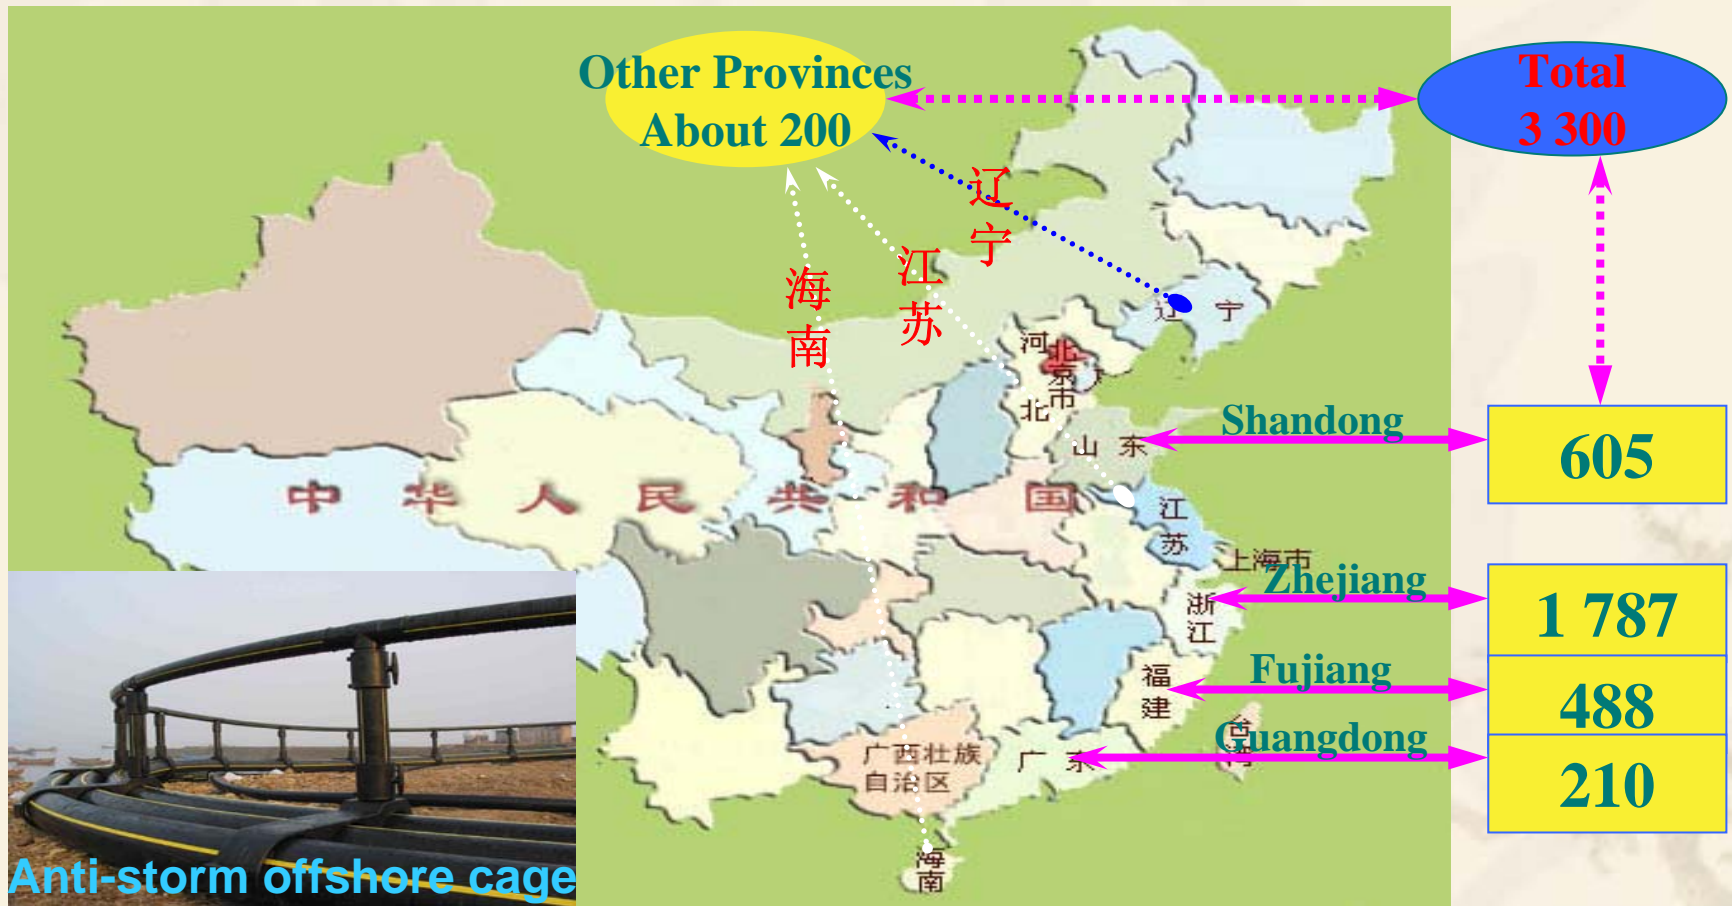 Other Provinces
About 200
Total
3 300
辽
宁
江
苏
海
南
辽 宁
河
北
北
京
市
Shandong
山 东
605
中 华 人 民 共 和 国
江
苏
上海市
Zhejiang
浙
江
1 787
Fujiang
福
建
488
Guangdong
广西壮族
自治区
广 东
台
湾
210
海
南
Anti-storm offshore cage